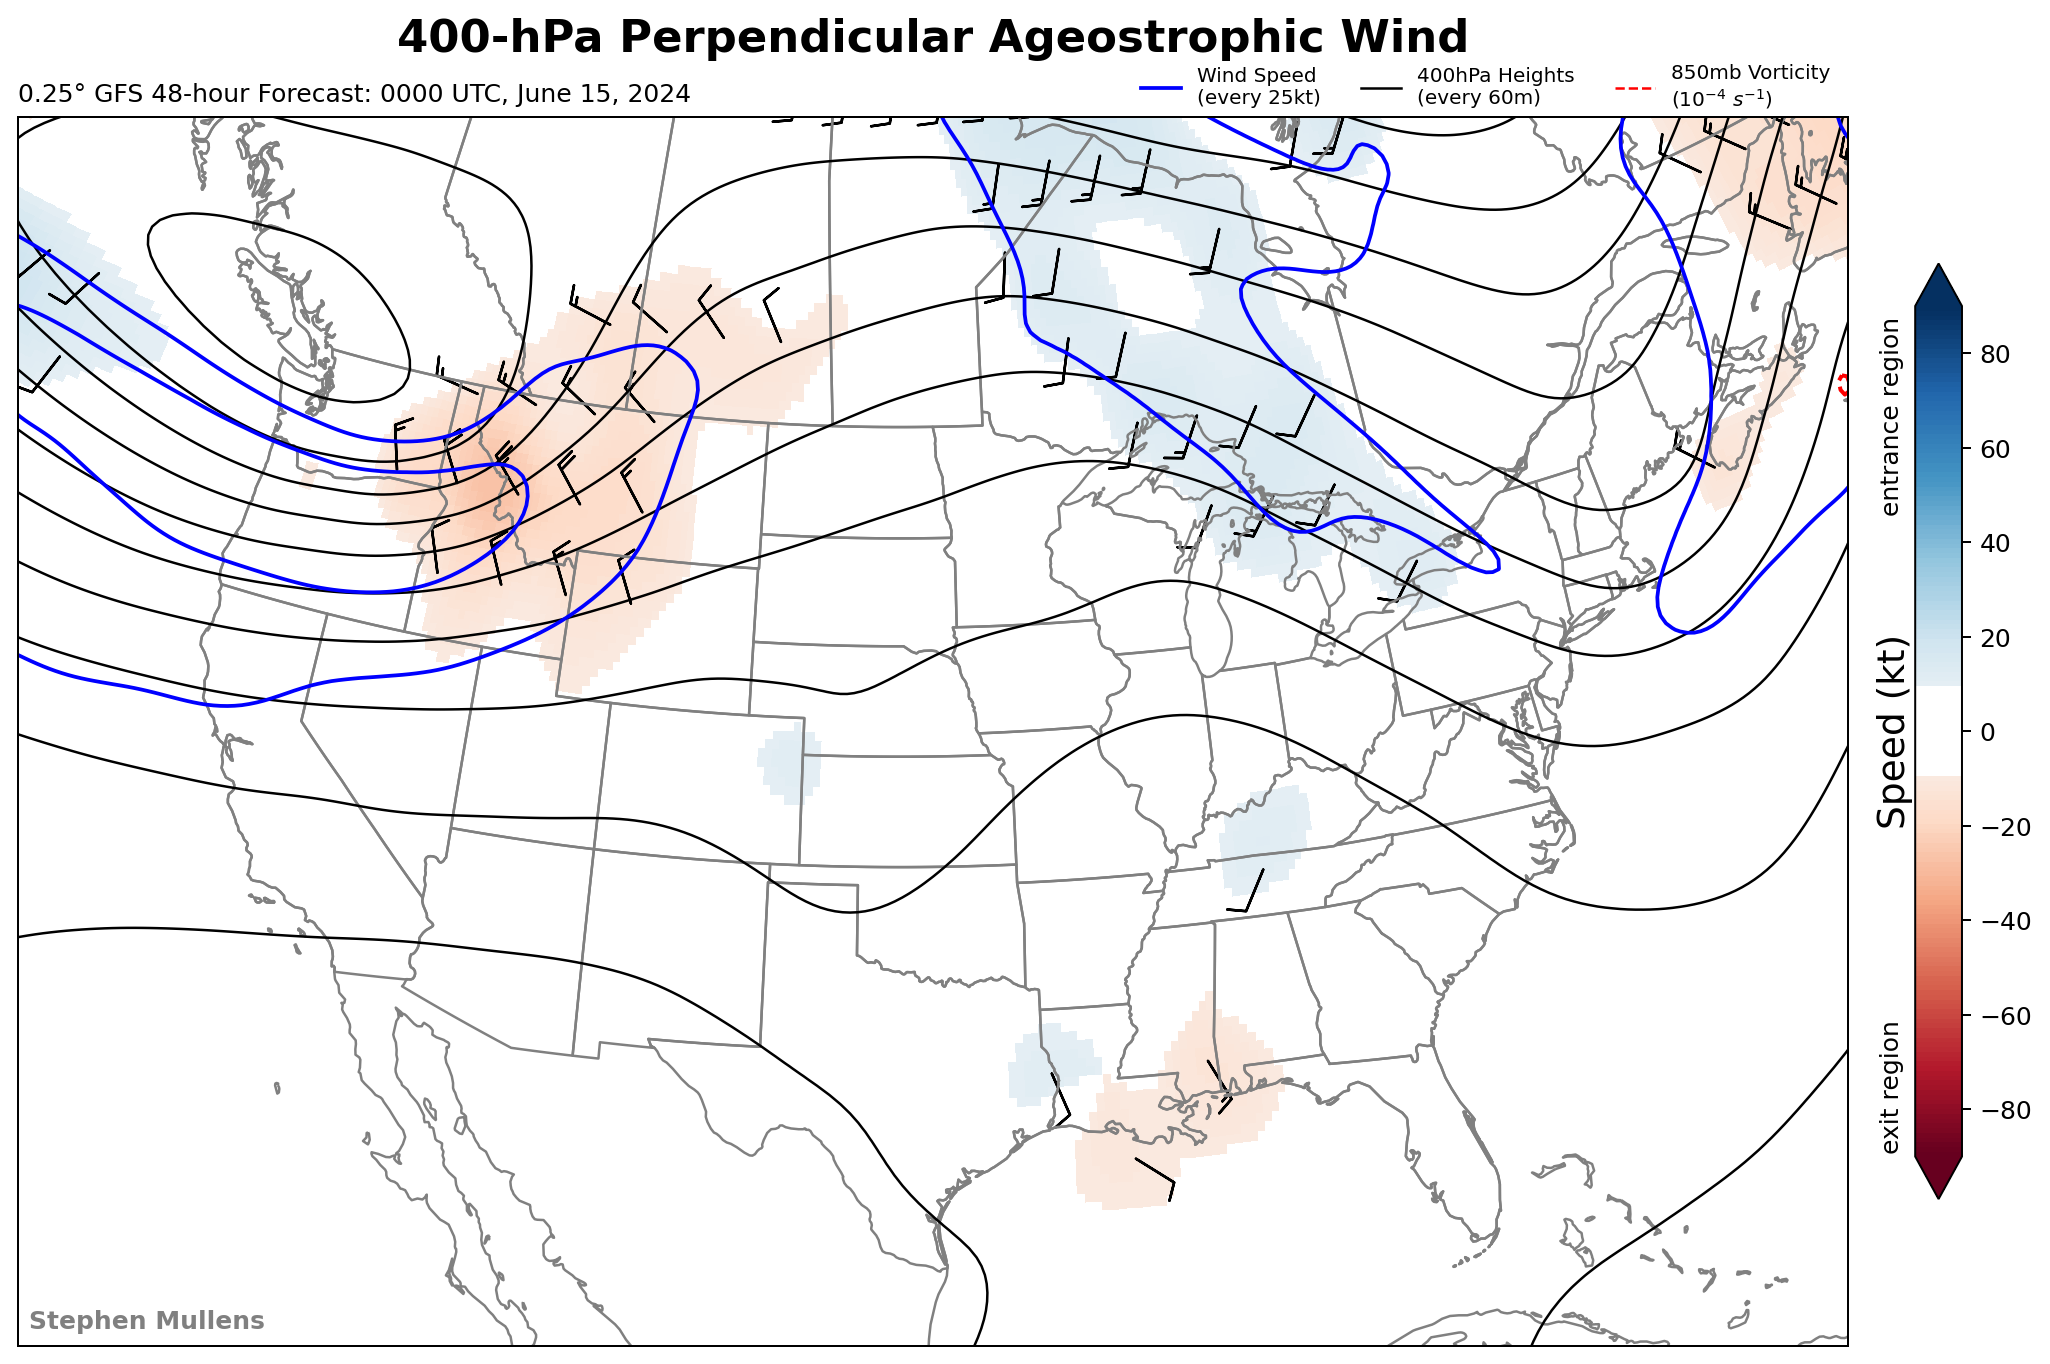 400-hPa Perpendicular Ageostrophic Wind
0.25° GFS 48-hour Forecast: 0000 UTC, June 15, 2024
Wind Speed
(every 25kt)
400hPa Heights
(every 60m)
850mb Vorticity
(10⁻⁴ s⁻¹)
entrance region
Speed (kt)
exit region
80
60
40
20
0
−20
−40
−60
−80
Stephen Mullens